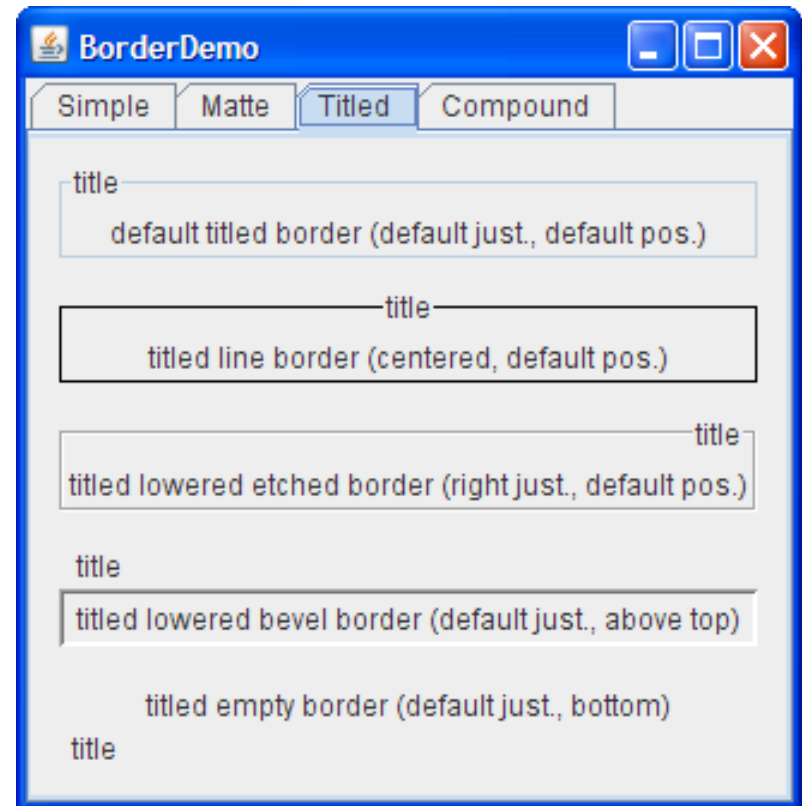 BorderDemo
Simple Matte Titled Compound
title
default titled border (default just., default pos.)
title
titled line border (centered, default pos.)
title
titled lowered etched border (right just., default pos.)
title
titled lowered bevel border (default just., above top)
titled empty border (default just., bottom)
title